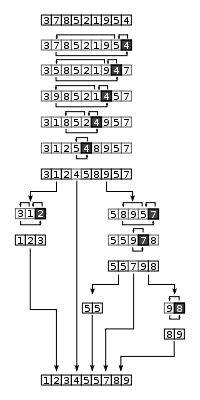 3 7 8 5 2 1 9 5 4
3 7 8 5 2 1 9 5 4
3 5 8 5 2 1 9 4 7
3 9 8 5 2 1 4 5 7
3 1 8 5 2 4 9 5 7
3 1 2 5 4 8 9 5 7
3 1 2 4 5 8 9 5 7
3 1 2 5 8 9 5 7
1 2 3 5 5 9 7 8
5 5 7 9 8
5 5 9 8
8 9
1 2 3 4 5 5 7 8 9